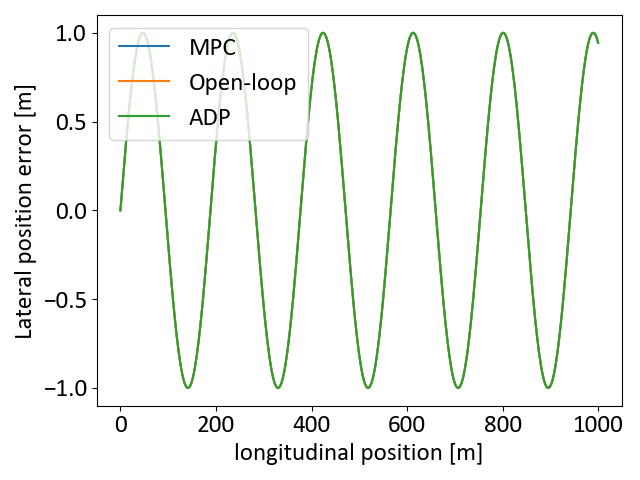 MPC
Open-loop
ADP
Lateral position error [m]
1.0
0.5
0.0
−0.5
−1.0
0 200 400 600 800 1000
longitudinal position [m]